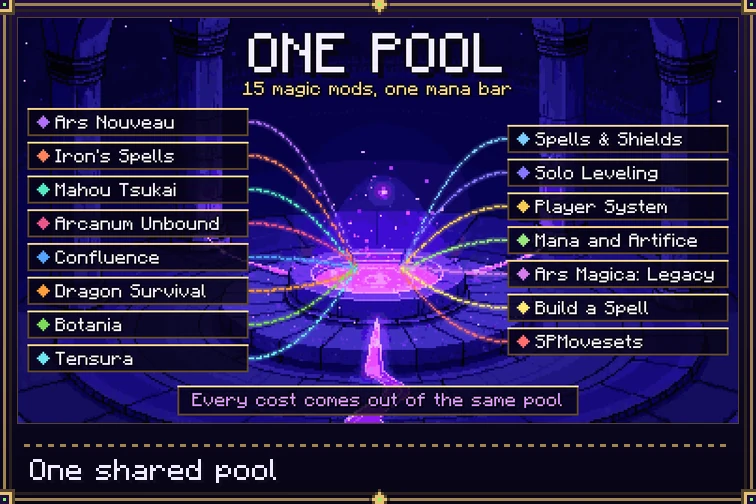 ONE POOL
15 magic mods, one mana bar
Ars Nouveau
Iron's Spells
Mahou Tsukai
Arcanum Unbound
Confluence
Dragon Survival
Botania
Tensura
Spells & Shields
Solo Leveling
Player System
Mana and Artifice
Ars Magica: Legacy
Build a Spell
SPMovesets
Every cost comes out of the same pool
One shared pool